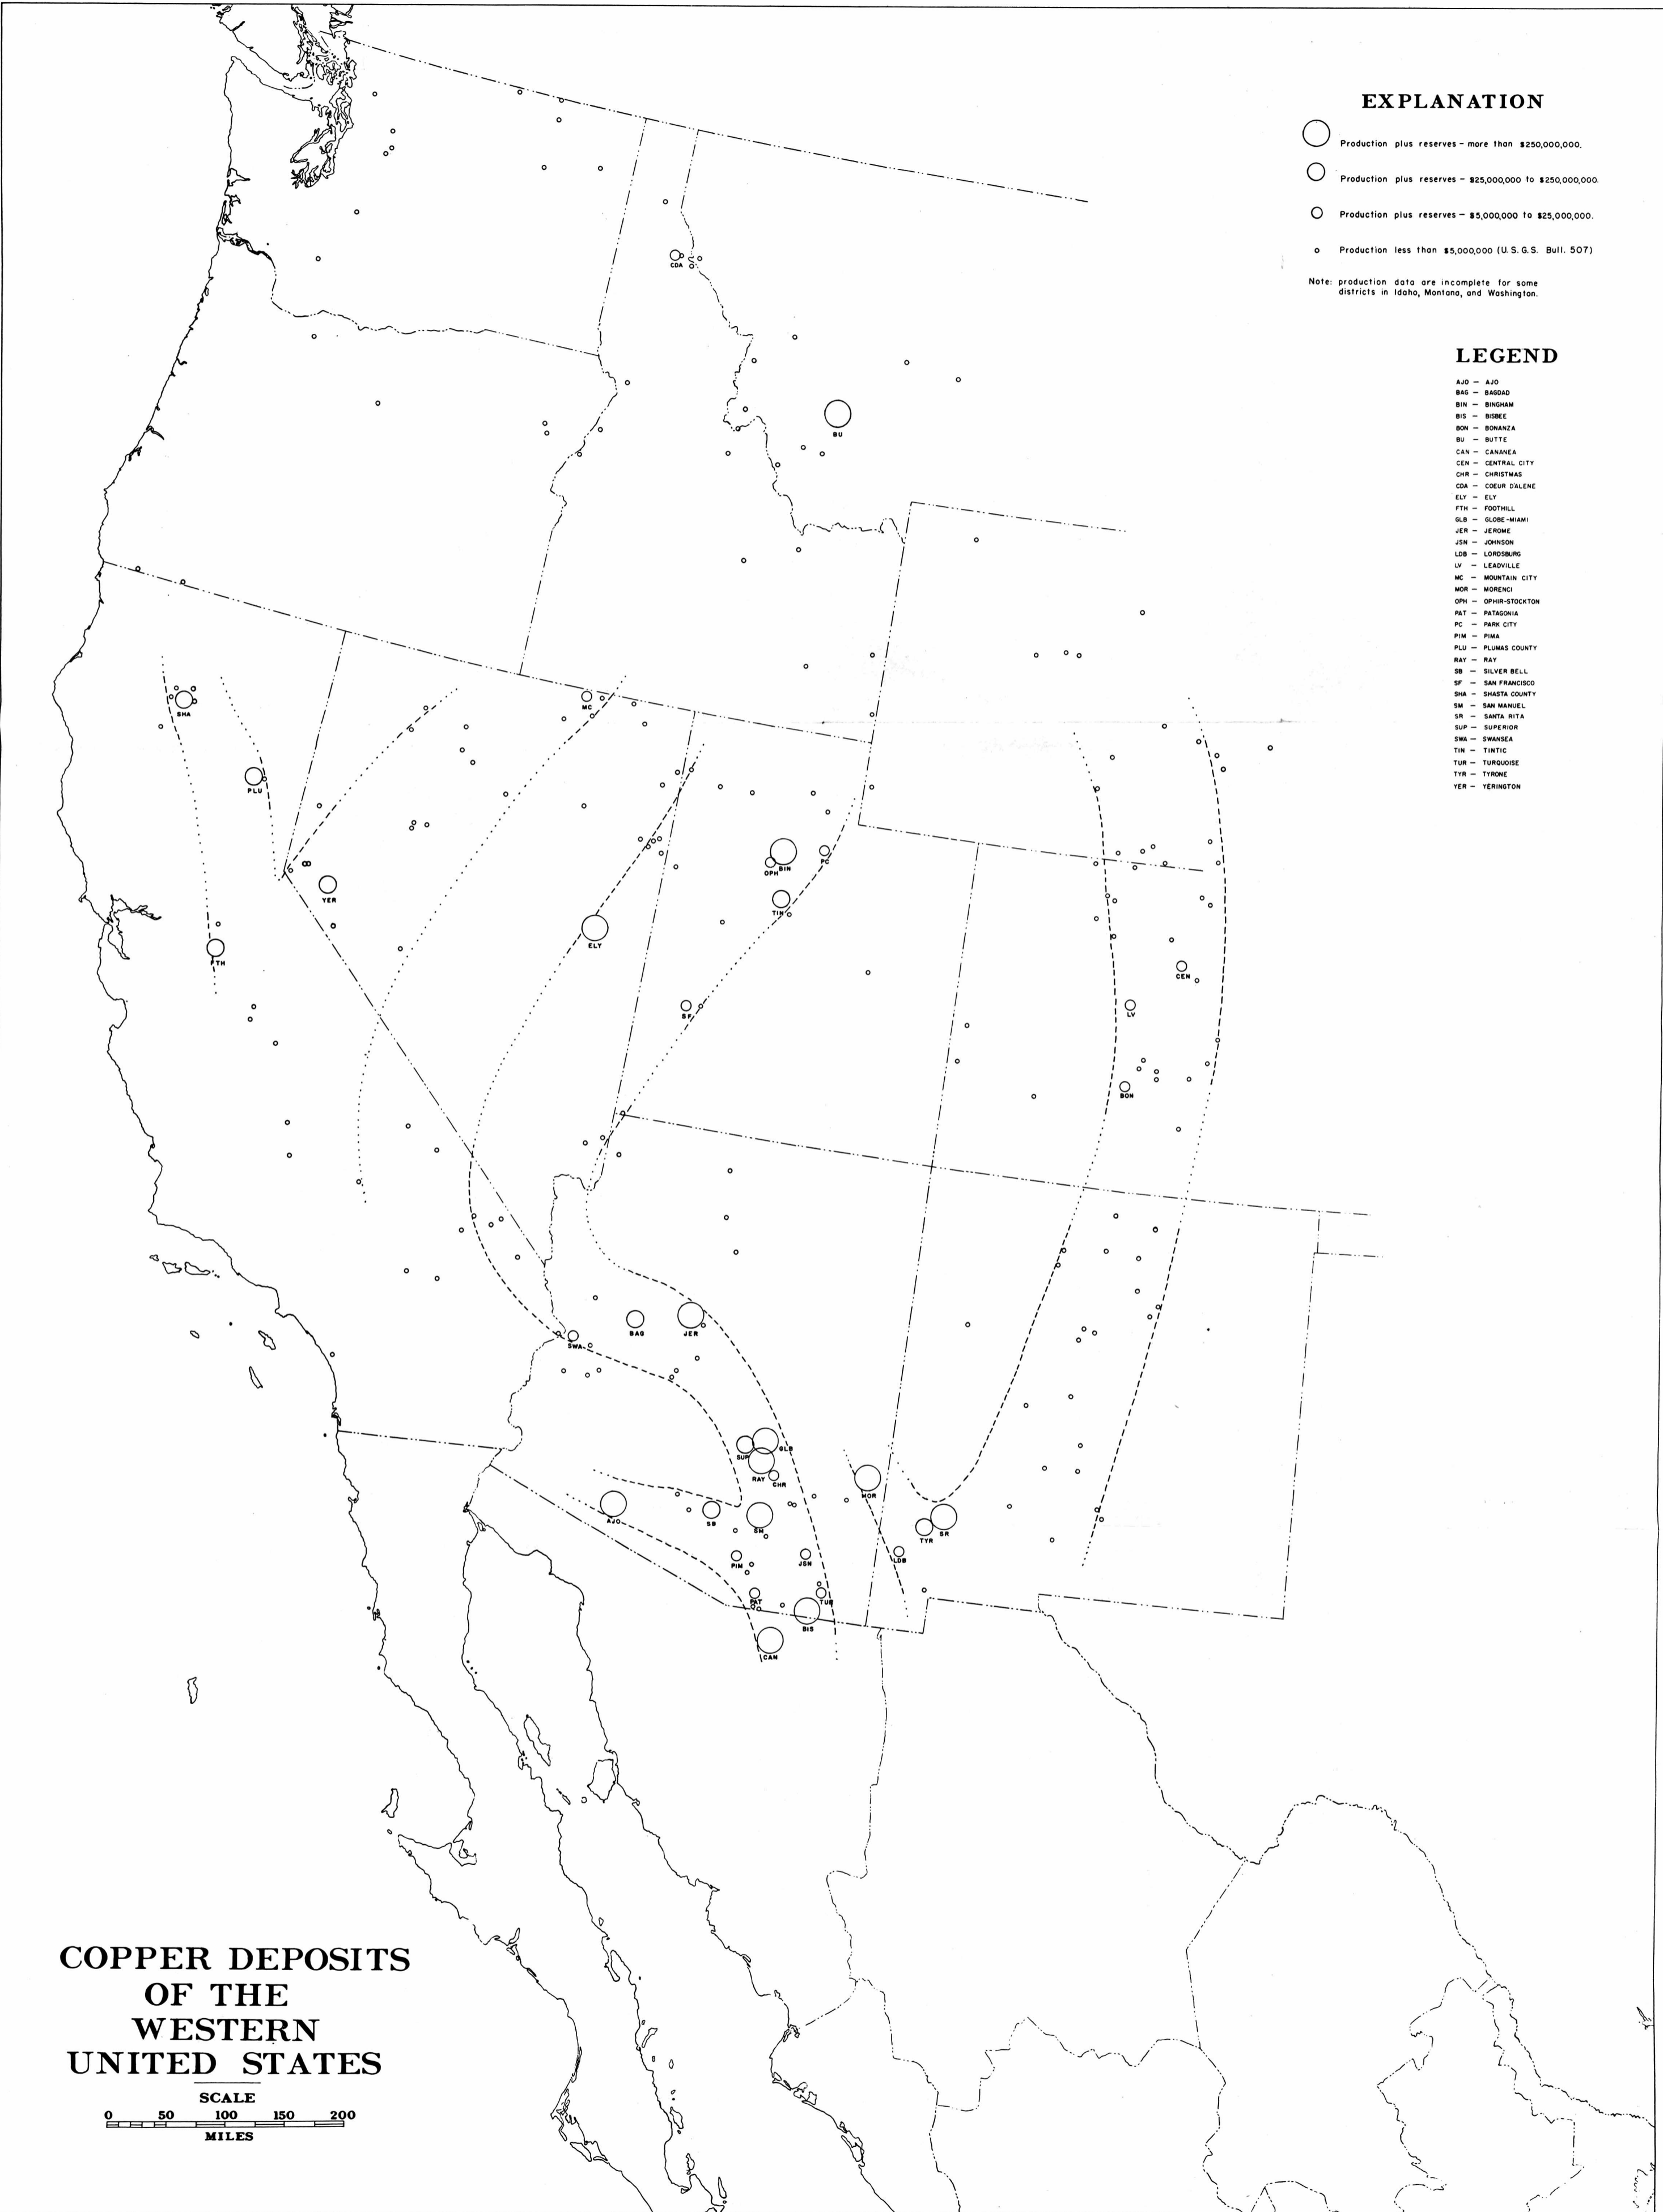 EXPLANATION
Production plus reserves – more than $250,000,000.
Production plus reserves – $25,000,000 to $250,000,000.
Production plus reserves – $5,000,000 to $25,000,000.
Production less than $5,000,000 (U.S.G.S. Bull. 507)
Note: production data are incomplete for some
districts in Idaho, Montana, and Washington.
LEGEND
AJO – AJO
BAG – BAGDAD
BIN – BINGHAM
BIS – BISBEE
BON – BONANZA
BU – BUTTE
CAN – CANANEA
CEN – CENTRAL CITY
CHR – CHRISTMAS
CDA – COEUR D'ALENE
ELY – ELY
FTH – FOOTHILL
GLB – GLOBE-MIAMI
JER – JEROME
JSN – JOHNSON
LDB – LORDSBURG
LV – LEADVILLE
MC – MOUNTAIN CITY
MOR – MORENCI
OPH – OPHIR-STOCKTON
PAT – PATAGONIA
PC – PARK CITY
PIM – PIMA
PLU – PLUMAS COUNTY
RAY – RAY
SB – SILVER BELL
SF – SAN FRANCISCO
SHA – SHASTA COUNTY
SM – SAN MANUEL
SR – SANTA RITA
SUP – SUPERIOR
SWA – SWANSEA
TIN – TINTIC
TUR – TURQUOISE
TYR – TYRONE
YER – YERINGTON
CDA
BU
MC
SHA
PLU
BIN
PC
OPH
YER
TIN
ELY
FTH
CEN
SF
LV
BON
BAG
JER
SWA
GLB
SUP
RAY
CHR
MOR
AJO
SB
SM
SR
TYR
PIM
JSN
LDB
PAT
TUR
BIS
CAN
COPPER DEPOSITS
OF THE
WESTERN
UNITED STATES
SCALE
0 50 100 150 200
MILES